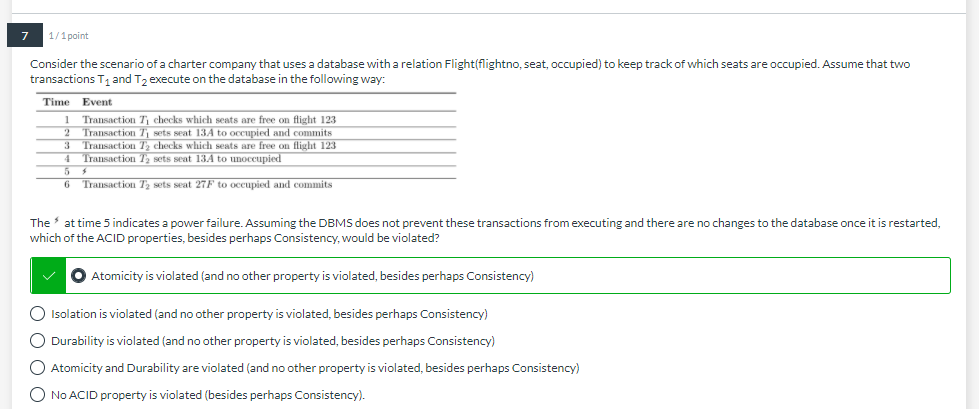 7 1 / 1 point
Consider the scenario of a charter company that uses a database with a relation Flight(flightno, seat, occupied) to keep track of which seats are occupied. Assume that two
transactions T₁ and T₂ execute on the database in the following way:
Time Event
1 Transaction T₁ checks which seats are free on flight 123
2 Transaction T₁ sets seat 13A to occupied and commits
3 Transaction T₂ checks which seats are free on flight 123
4 Transaction T₂ sets seat 13A to unoccupied
5 ⚡
6 Transaction T₂ sets seat 27F to occupied and commits
The ⚡ at time 5 indicates a power failure. Assuming the DBMS does not prevent these transactions from executing and there are no changes to the database once it is restarted,
which of the ACID properties, besides perhaps Consistency, would be violated?
Atomicity is violated (and no other property is violated, besides perhaps Consistency)
Isolation is violated (and no other property is violated, besides perhaps Consistency)
Durability is violated (and no other property is violated, besides perhaps Consistency)
Atomicity and Durability are violated (and no other property is violated, besides perhaps Consistency)
No ACID property is violated (besides perhaps Consistency).